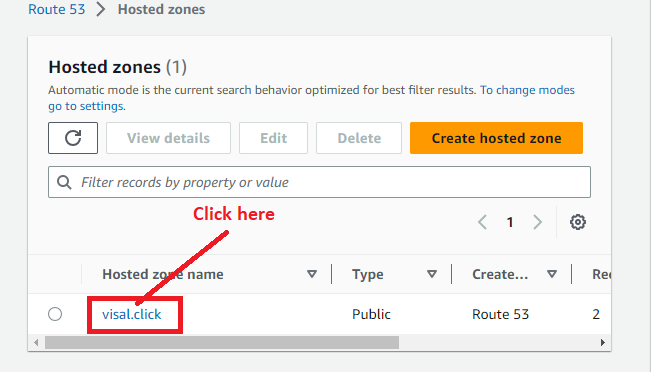 Route 53 > Hosted zones
Hosted zones (1)
Automatic mode is the current search behavior optimized for best filter results. To change modes
go to settings.
View details Edit Delete Create hosted zone
Filter records by property or value
Click here
1
Hosted zone name Type Create... Rec
visal.click Public Route 53 2